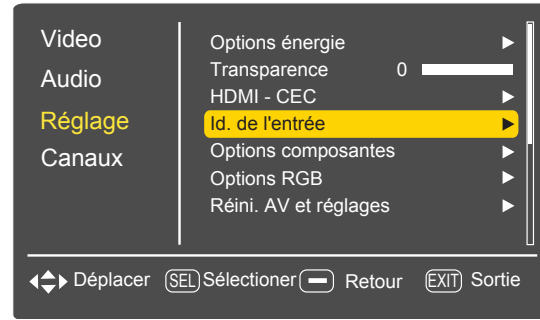 Video
Audio
Réglage
Canaux
Options énergie
Transparence 0
HDMI - CEC
Id. de l'entrée
Options composantes
Options RGB
Réini. AV et réglages
Déplacer SEL Sélectioner Retour EXIT Sortie